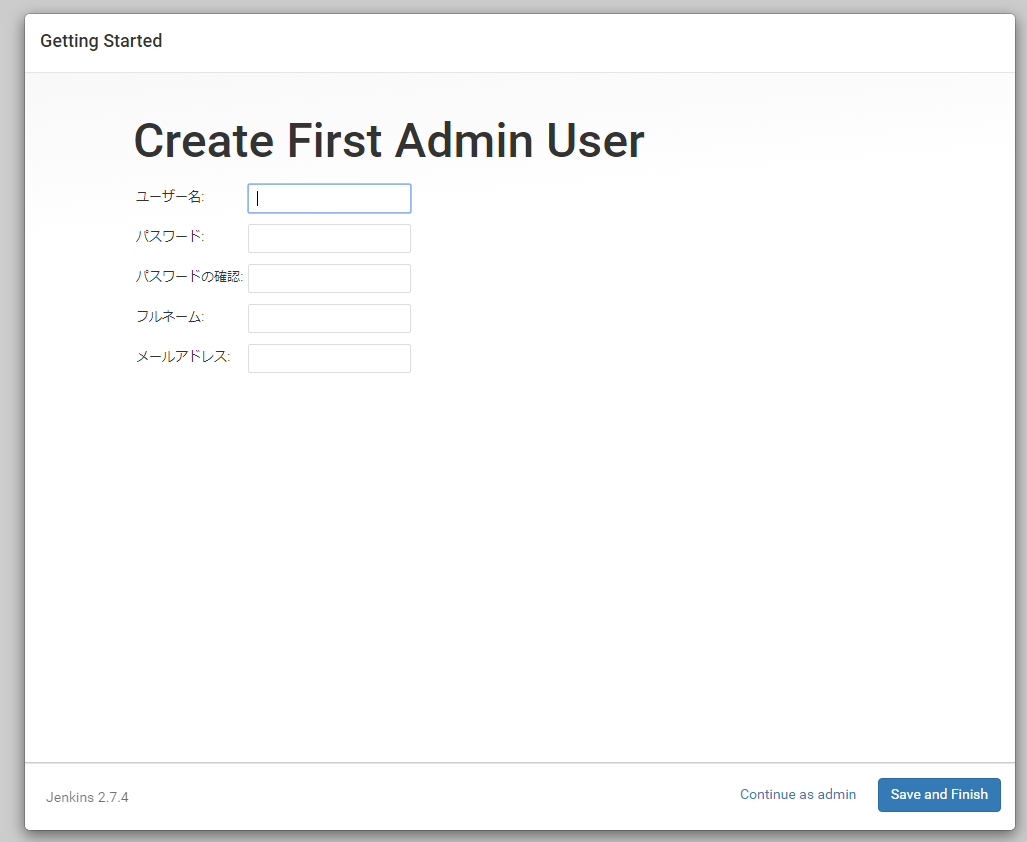 Getting Started
Create First Admin User
ユーザー名:
パスワード:
パスワードの確認:
フルネーム:
メールアドレス:
Jenkins 2.7.4
Continue as admin
Save and Finish